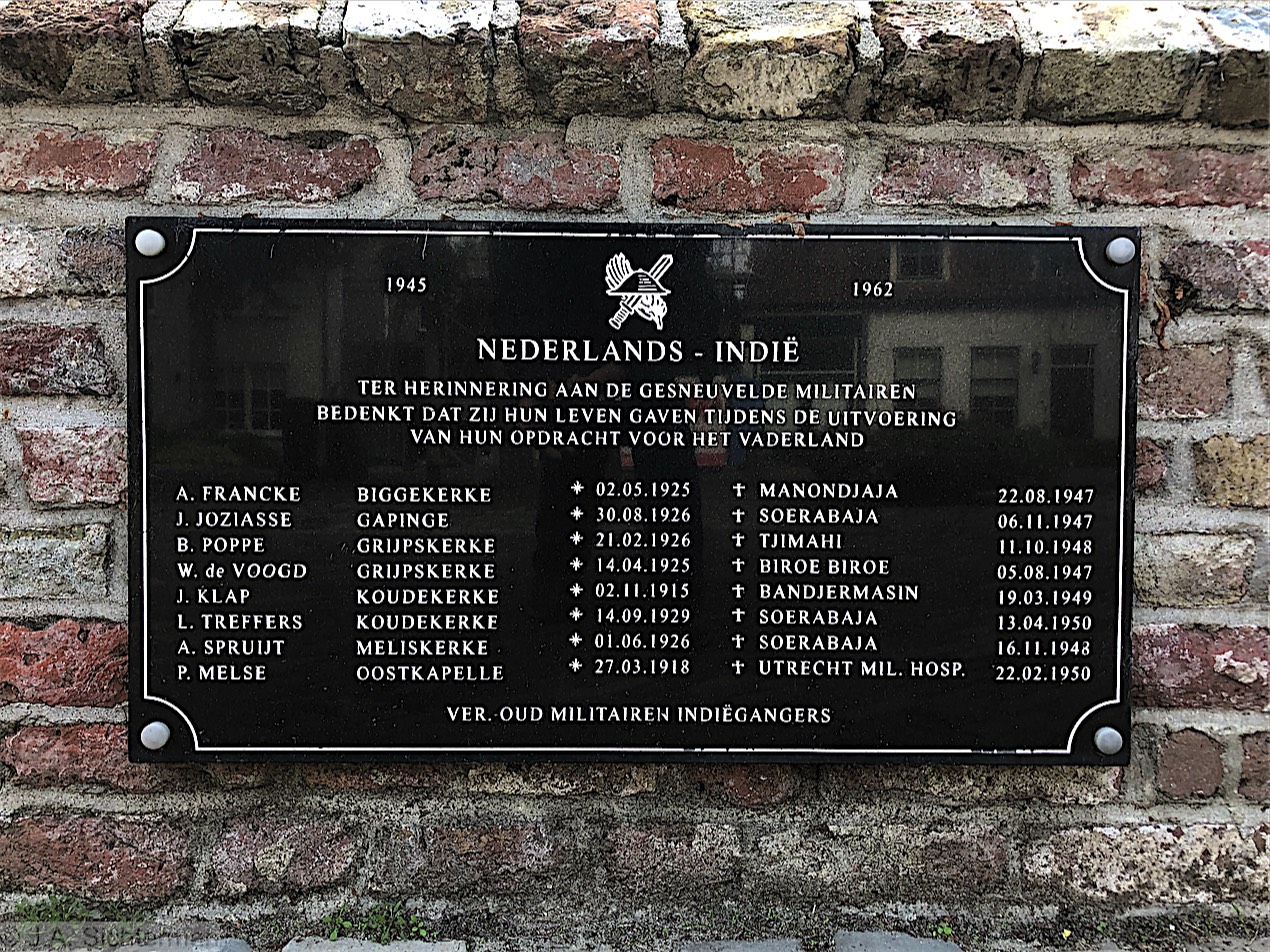 1945 1962
NEDERLANDS - INDIË
TER HERINNERING AAN DE GESNEUVELDE MILITAIREN
BEDENKT DAT ZIJ HUN LEVEN GAVEN TIJDENS DE UITVOERING
VAN HUN OPDRACHT VOOR HET VADERLAND
A. FRANCKE BIGGEKERKE * 02.05.1925 † MANONDJAJA 22.08.1947
J. JOZIASSE GAPINGE * 30.08.1926 † SOERABAJA 06.11.1947
B. POPPE GRIJPSKERKE * 21.02.1926 † TJIMAHI 11.10.1948
W. de VOOGD GRIJPSKERKE * 14.04.1925 † BIROE BIROE 05.08.1947
J. KLAP KOUDEKERKE * 02.11.1915 † BANDJERMASIN 19.03.1949
L. TREFFERS KOUDEKERKE * 14.09.1929 † SOERABAJA 13.04.1950
A. SPRUIJT MELISKERKE * 01.06.1926 † SOERABAJA 16.11.1948
P. MELSE OOSTKAPELLE * 27.03.1918 † UTRECHT MIL. HOSP. 22.02.1950
VER. OUD MILITAIREN INDIËGANGERS
J.A. Sichterman